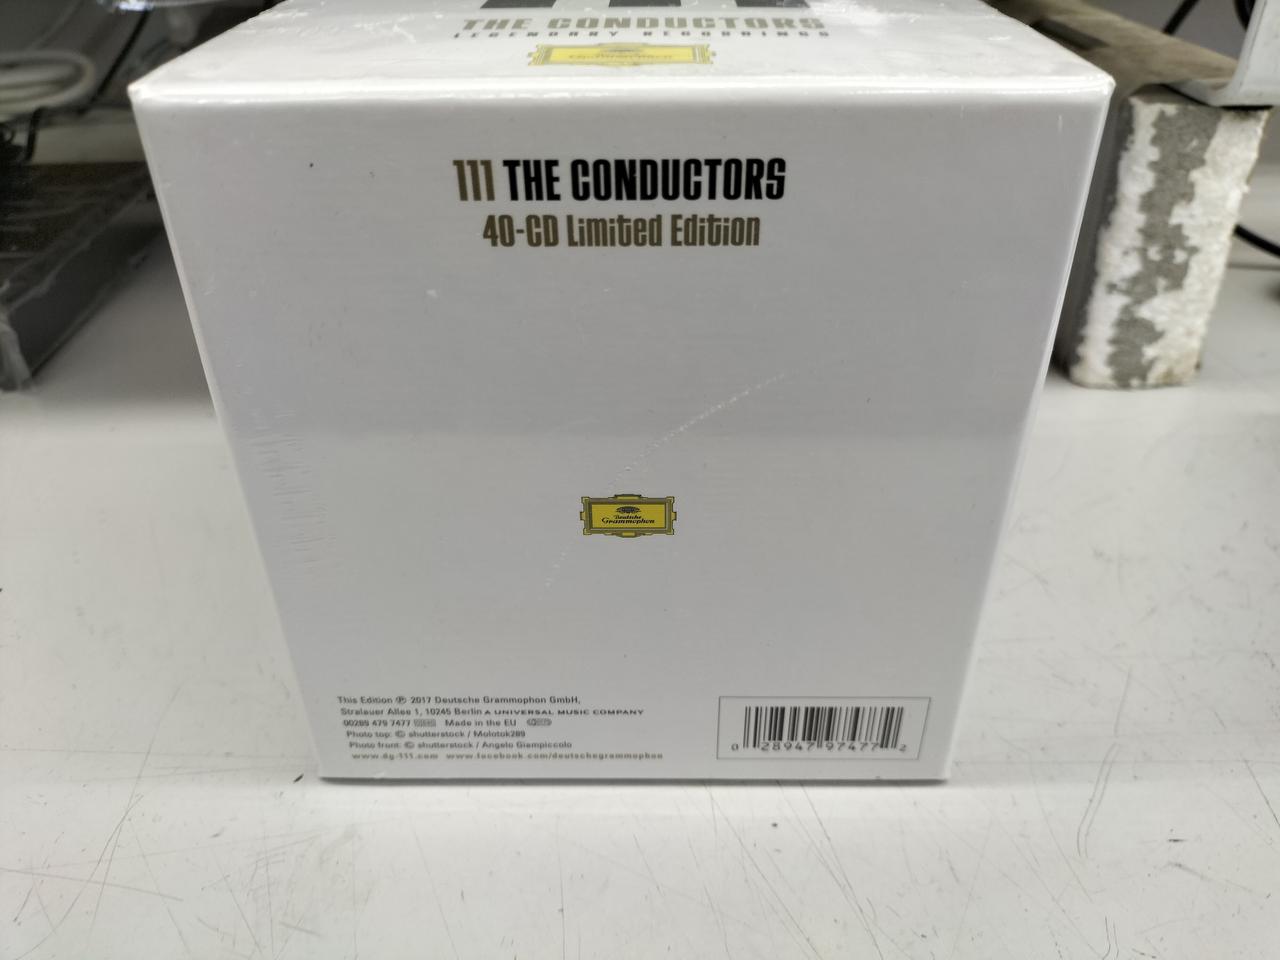 THE CONDUCTORS
LEGENDARY RECORDINGS
111 THE CONDUCTORS
40-CD Limited Edition
Deutsche
Grammophon
This Edition ℗ 2017 Deutsche Grammophon GmbH,
Stralauer Allee 1, 10245 Berlin A UNIVERSAL MUSIC COMPANY
00289 479 7477 Made in the EU
Photo top: © shutterstock / Molotok289
Photo front: © shutterstock / Angelo Giampiccolo
www.dg-111.com www.facebook.com/deutschegrammophon
0 28947 97477 2